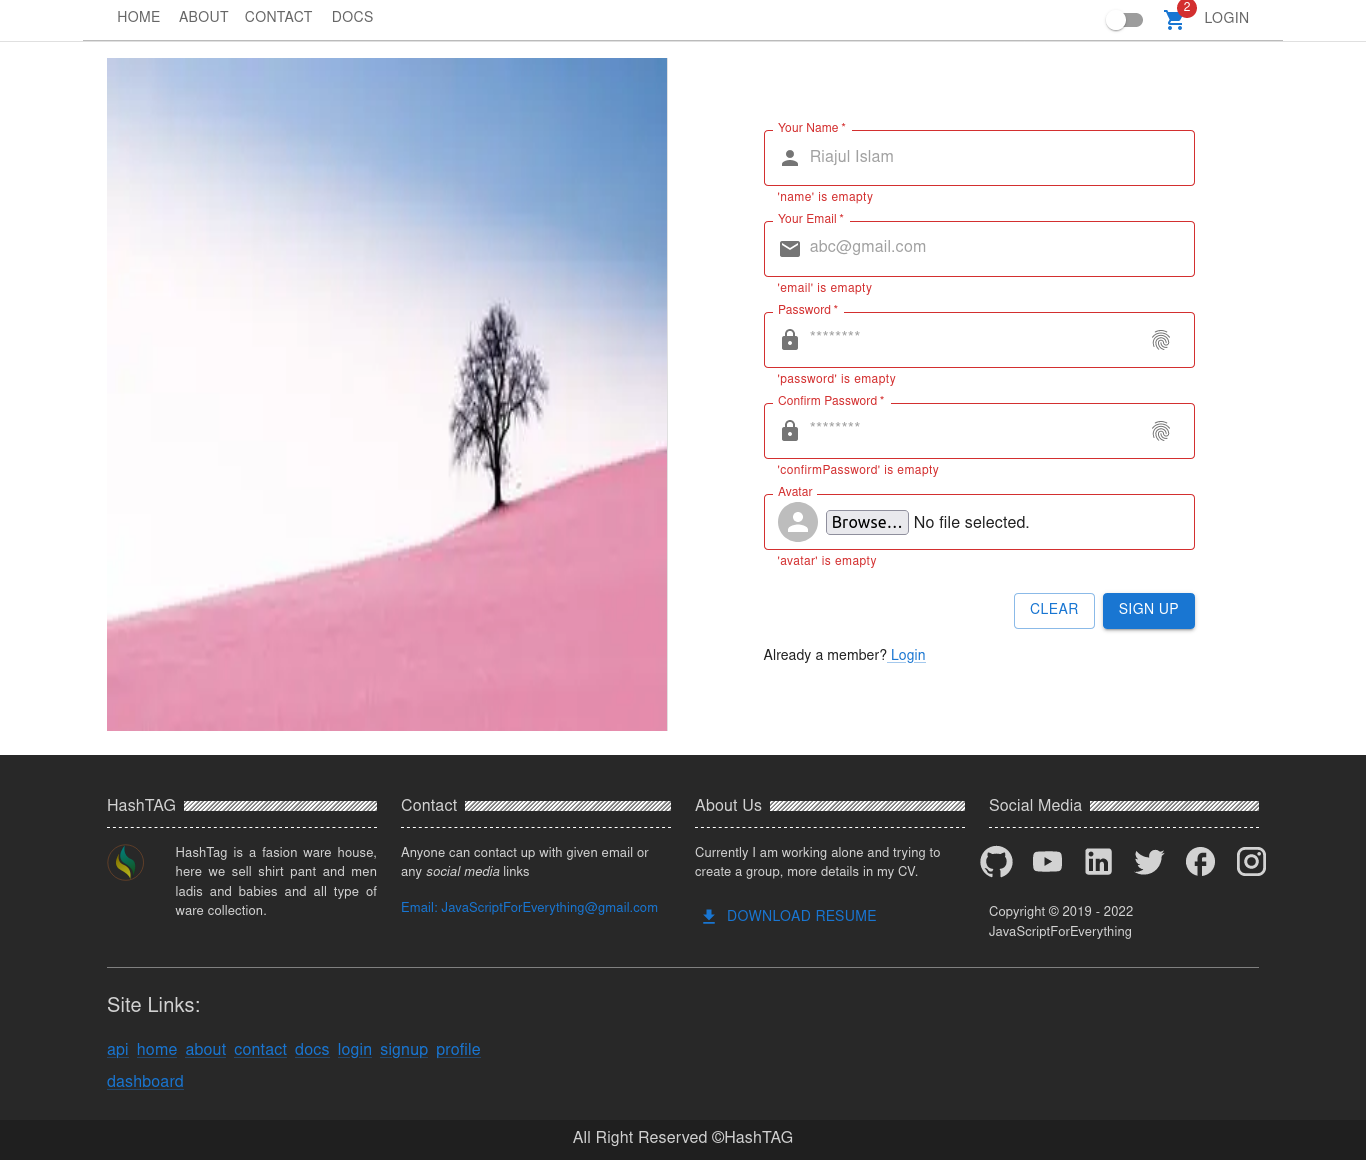 HOME ABOUT CONTACT DOCS 2 LOGIN
Your Name *
Riajul Islam
'name' is emapty
Your Email *
abc@gmail.com
'email' is emapty
Password *
********
'password' is emapty
Confirm Password *
********
'confirmPassword' is empty
Avatar
Browse... No file selected.
'avatar' is empty
CLEAR SIGN UP
Already a member? Login
HashTAG
HashTag is a fasion ware house,
here we sell shirt pant and men
ladis and babies and all type of
ware collection.
Contact
Anyone can contact up with given email or
any social media links
Email: JavaScriptForEverything@gmail.com
About Us
Currently I am working alone and trying to
create a group, more details in my CV.
DOWNLOAD RESUME
Social Media
Copyright © 2019 - 2022
JavaScriptForEverything
Site Links:
api home about contact docs login signup profile
dashboard
All Right Reserved ©HashTAG